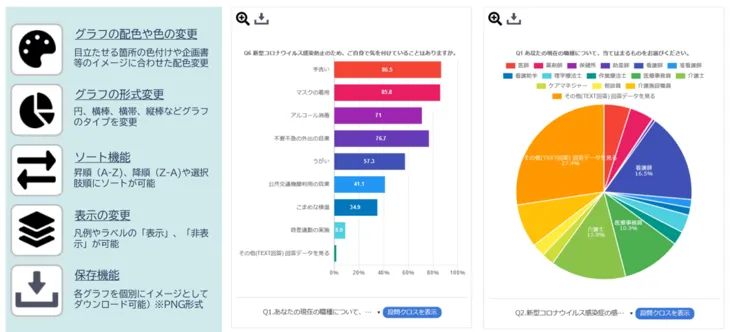 グラフの配色や色の変更
目立たせる箇所の色付けや企画書
等のイメージに合わせた配色変更
グラフの形式変更
円、横棒、横帯、縦棒などグラフ
のタイプを変更
ソート機能
昇順（A-Z）、降順（Z-A)や選択
肢順にソートが可能
表示の変更
凡例やラベルの「表示」、「非表
示」が可能
保存機能
各グラフを個別にイメージとして
ダウンロード可能）※PNG形式
Q6 新型コロナウイルス感染防止のため、ご自身で気を付けていることはありますか。
手洗い 86.5
マスクの着用 85.8
アルコール消毒 71
不要不急の外出の自粛 76.7
うがい 57.3
公共交通機関利用の自粛 41.1
こまめな検温 34.9
時差通勤の実施 8.9
その他(TEXT回答) 回答データを見る
0% 20% 40% 60% 80% 100%
Q1.あなたの現在の職種について、…
設問クロスを表示
Q1 あなたの現在の職種について、当てはまるものをお選びください。
医師 薬剤師 保健師 助産師 看護師 准看護師
看護助手 理学療法士 作業療法士 医療事務員 介護士
ケアマネージャー 相談員 介護施設職員
その他(TEXT回答) 回答データを見る
その他(TEXT回答) 回答データを見る
27.4%
看護師
16.5%
医療事務員
10.9%
介護士
13.9%
Q2.新型コロナウイルス感染症の感…
設問クロスを表示